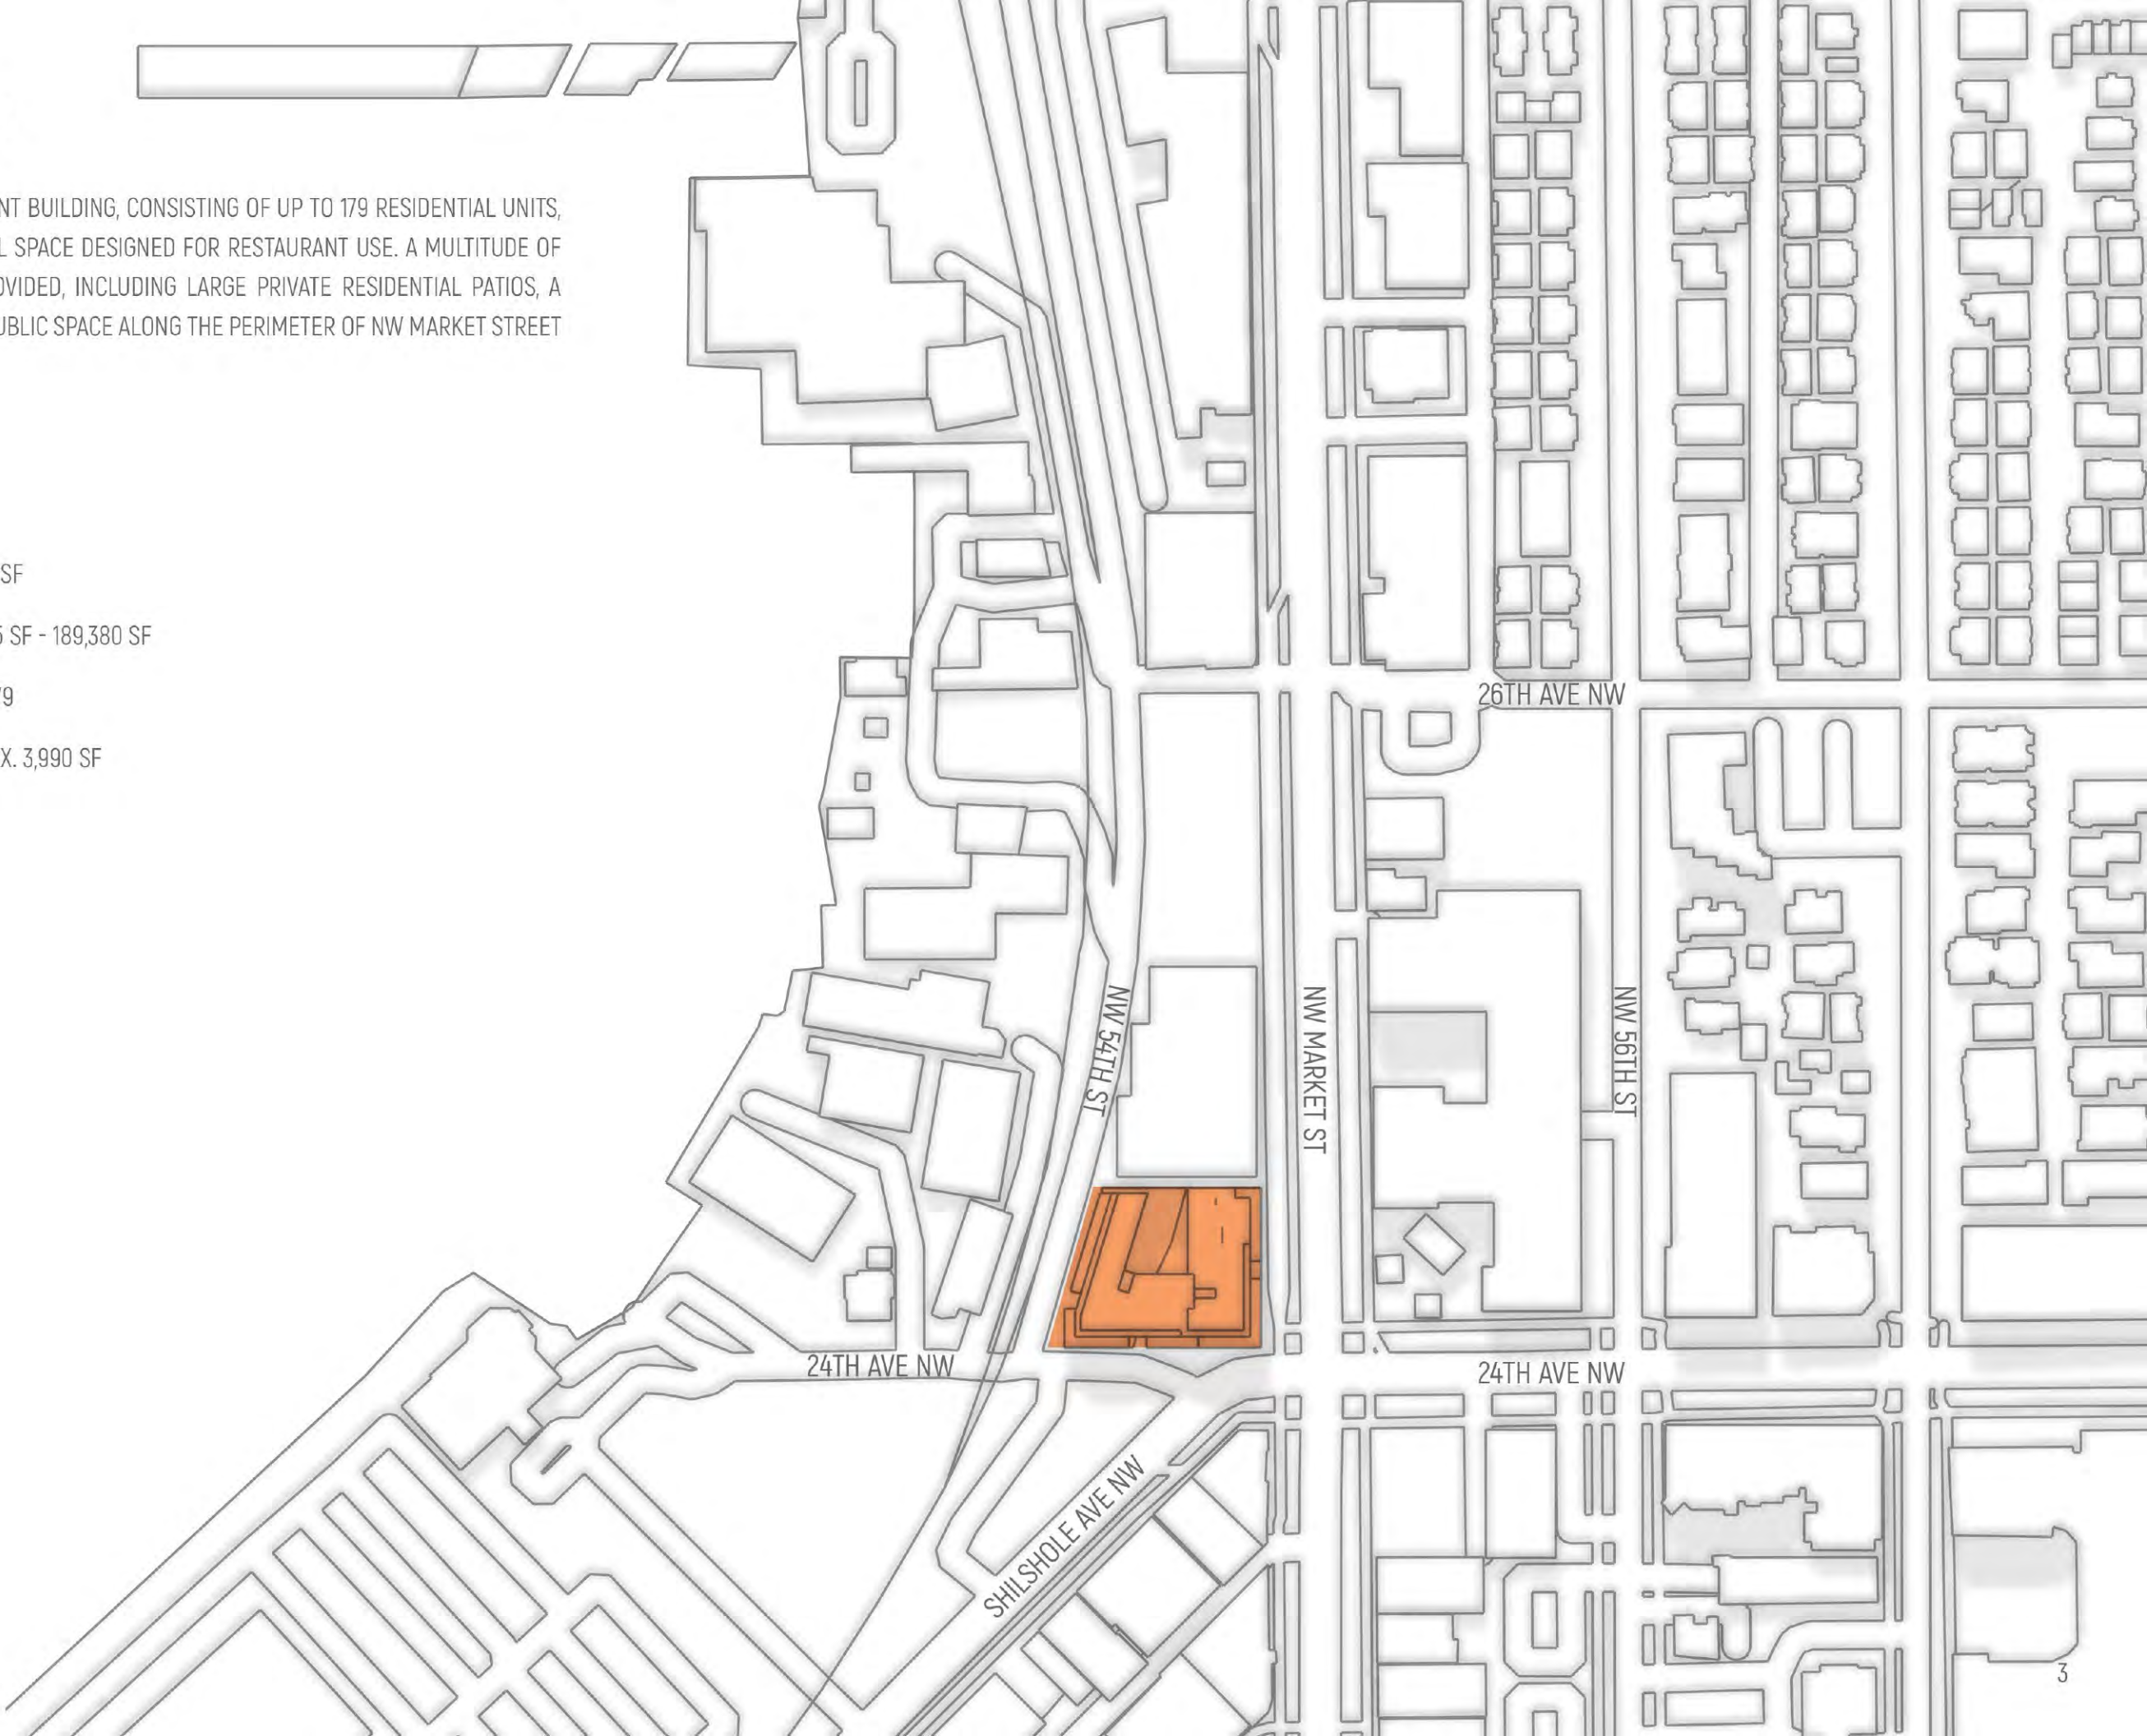 NT BUILDING, CONSISTING OF UP TO 179 RESIDENTIAL UNITS,
L SPACE DESIGNED FOR RESTAURANT USE. A MULTITUDE OF
OVIDED, INCLUDING LARGE PRIVATE RESIDENTIAL PATIOS, A
UBLIC SPACE ALONG THE PERIMETER OF NW MARKET STREET
SF
5 SF - 189,380 SF
79
X. 3,990 SF
26TH AVE NW
NW 54TH ST
NW MARKET ST
NW 56TH ST
24TH AVE NW
24TH AVE NW
SHILSHOLE AVE NW
3